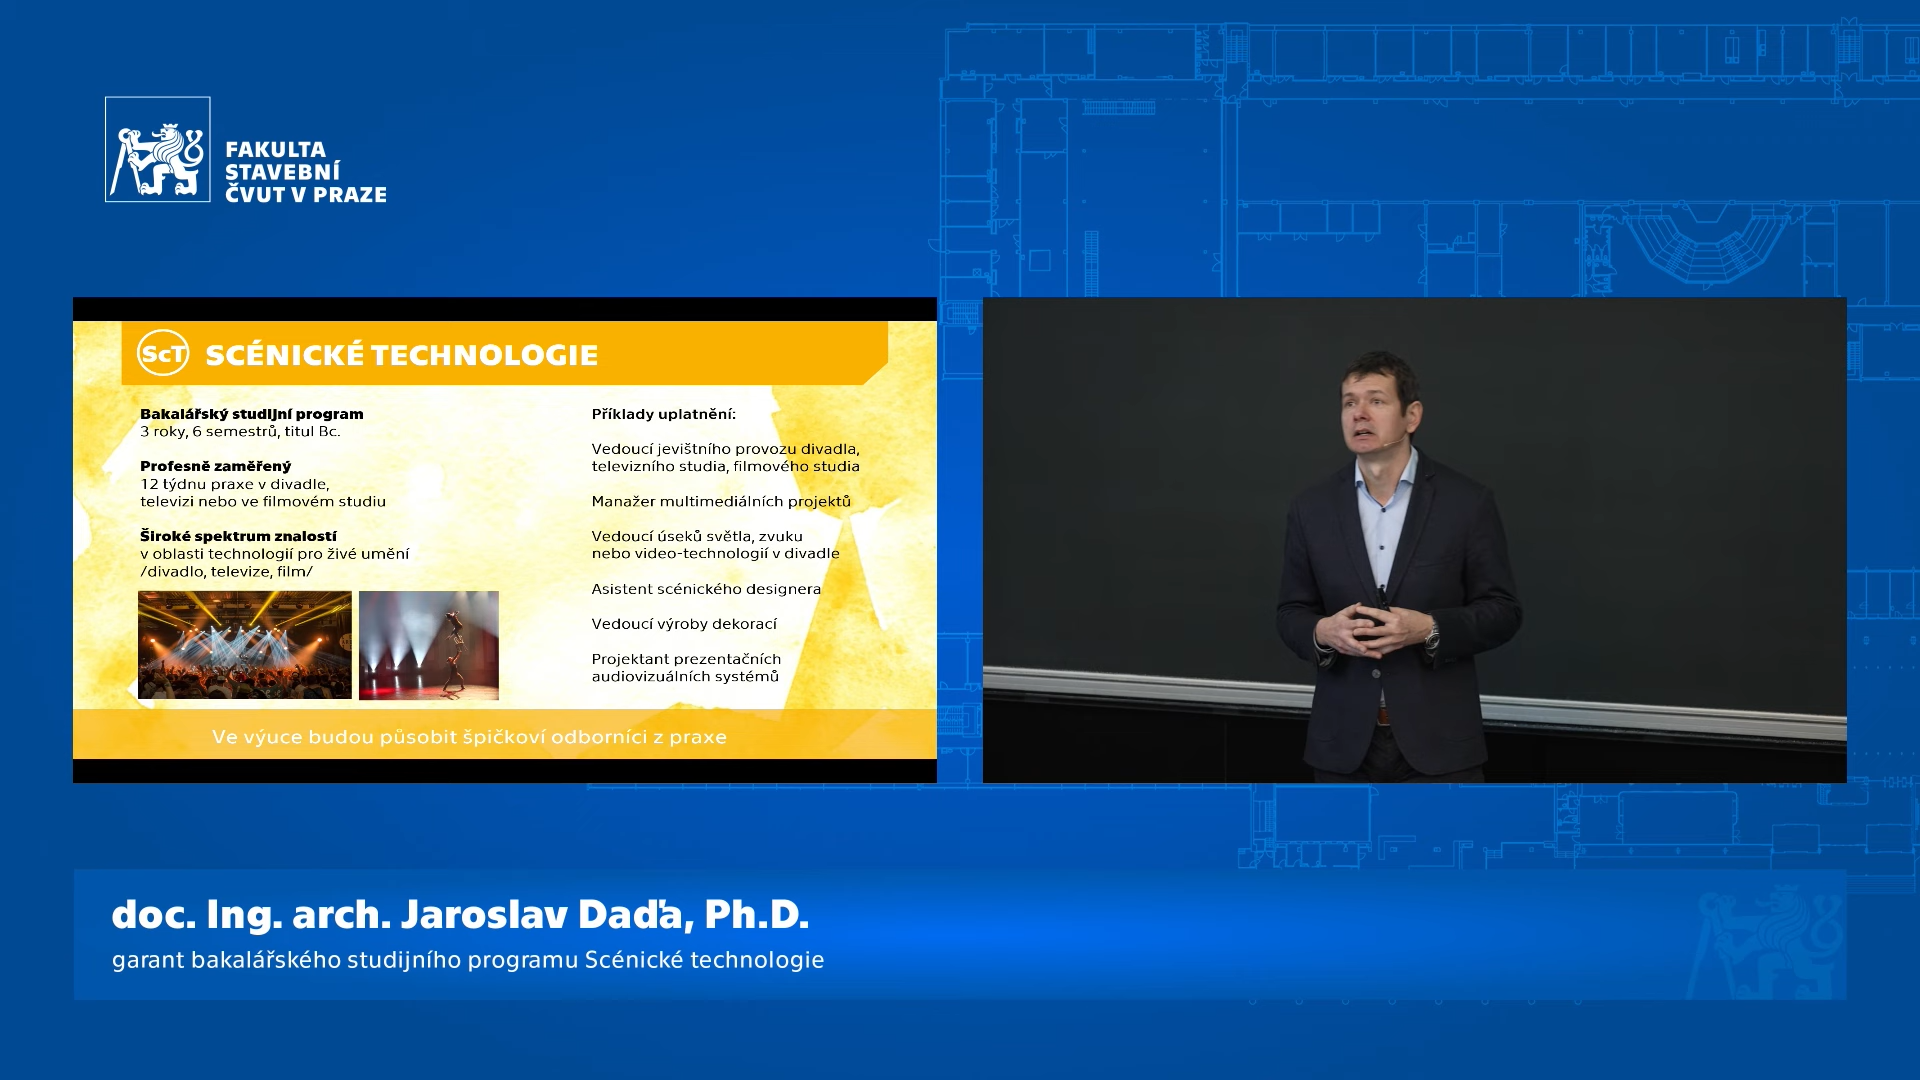 FAKULTA
STAVEBNÍ
ČVUT V PRAZE
ScT SCÉNICKÉ TECHNOLOGIE
Bakalářský studijní program
3 roky, 6 semestrů, titul Bc.
Profesně zaměřený
12 týdnu praxe v divadle,
televizi nebo ve filmovém studiu
Široké spektrum znalostí
v oblasti technologií pro živé umění
/divadlo, televize, film/
Příklady uplatnění:
Vedoucí jevištního provozu divadla,
televizního studia, filmového studia
Manažer multimediálních projektů
Vedoucí úseků světla, zvuku
nebo video-technologií v divadle
Asistent scénického designera
Vedoucí výroby dekorací
Projektant prezentačních
audiovizuálních systémů
Ve výuce budou působit špičkoví odborníci z praxe
doc. Ing. arch. Jaroslav Daďa, Ph.D.
garant bakalářského studijního programu Scénické technologie